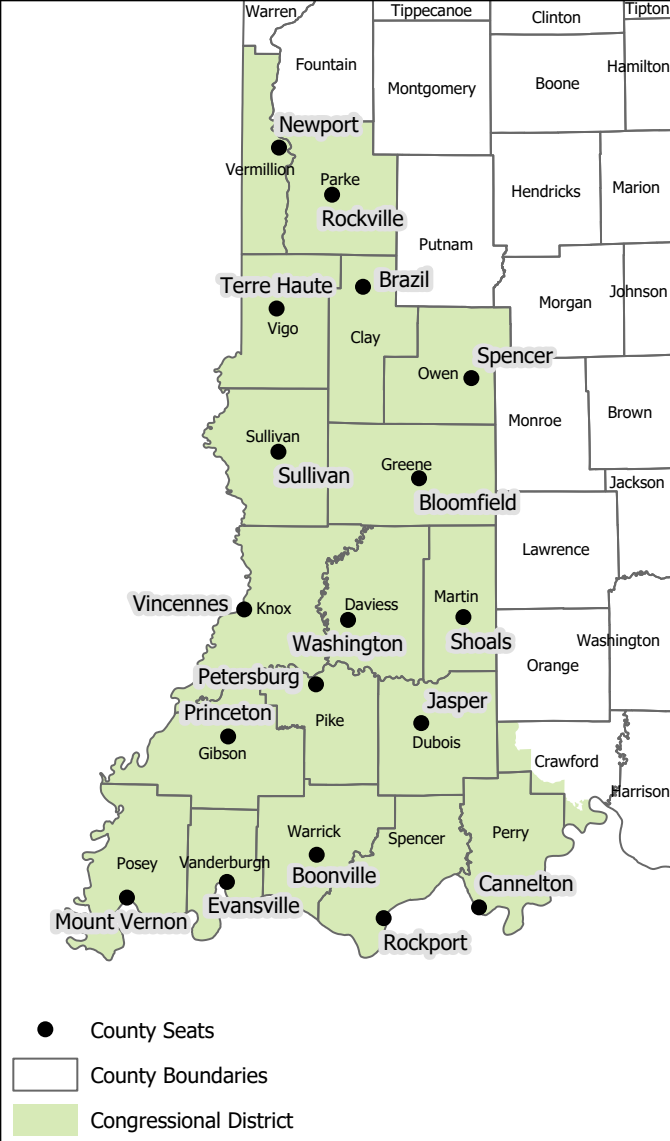 Warren
Tippecanoe
Clinton
Tipton
Fountain
Montgomery
Boone
Hamilton
Newport
Vermillion
Parke
Rockville
Hendricks
Marion
Putnam
Terre Haute
Brazil
Vigo
Clay
Morgan
Johnson
Spencer
Owen
Monroe
Brown
Sullivan
Sullivan
Greene
Bloomfield
Jackson
Lawrence
Vincennes
Knox
Daviess
Martin
Washington
Shoals
Washington
Orange
Petersburg
Princeton
Pike
Jasper
Gibson
Dubois
Crawford
Harrison
Warrick
Spencer
Perry
Posey
Vanderburgh
Boonville
Cannelton
Mount Vernon
Evansville
Rockport
County Seats
County Boundaries
Congressional District